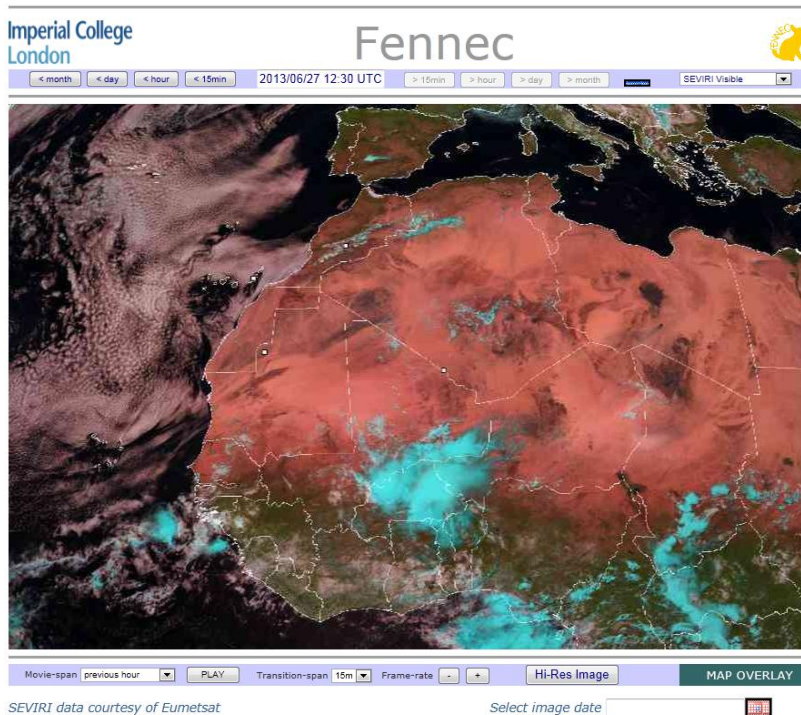 Imperial College
London
Fennec
FENNEC
< month < day < hour < 15min 2013/06/27 12:30 UTC > 15min > hour > day > month SEVIRI Visible
Movie-span previous hour PLAY Transition-span 15m Frame-rate - + Hi-Res Image MAP OVERLAY
SEVIRI data courtesy of Eumetsat Select image date